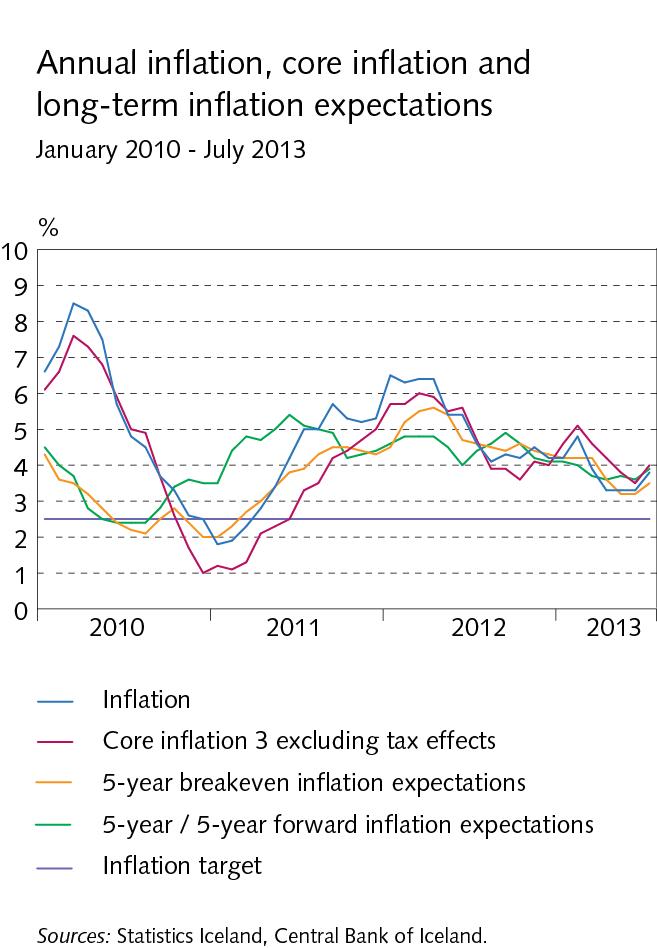 Annual inflation, core inflation and
long-term inflation expectations
January 2010 - July 2013
%
10
9
8
7
6
5
4
3
2
1
0
2010 2011 2012 2013
Inflation
Core inflation 3 excluding tax effects
5-year breakeven inflation expectations
5-year / 5-year forward inflation expectations
Inflation target
Sources: Statistics Iceland, Central Bank of Iceland.